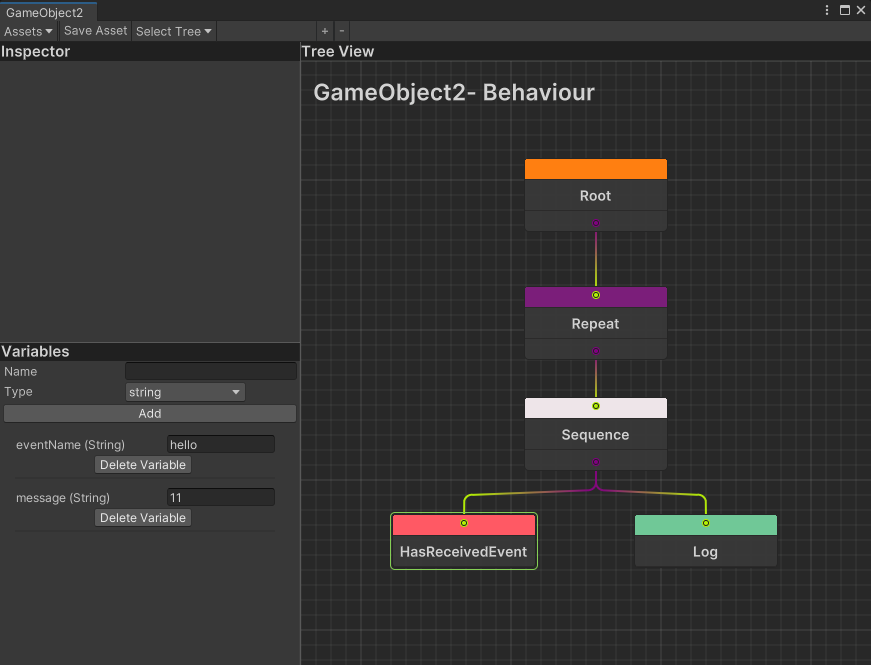 GameObject2
Assets Save Asset Select Tree + -
Inspector
Tree View
GameObject2- Behaviour
Root
Repeat
Sequence
HasReceivedEvent
Log
Variables
Name
Type string
Add
eventName (String) hello
Delete Variable
message (String) 11
Delete Variable